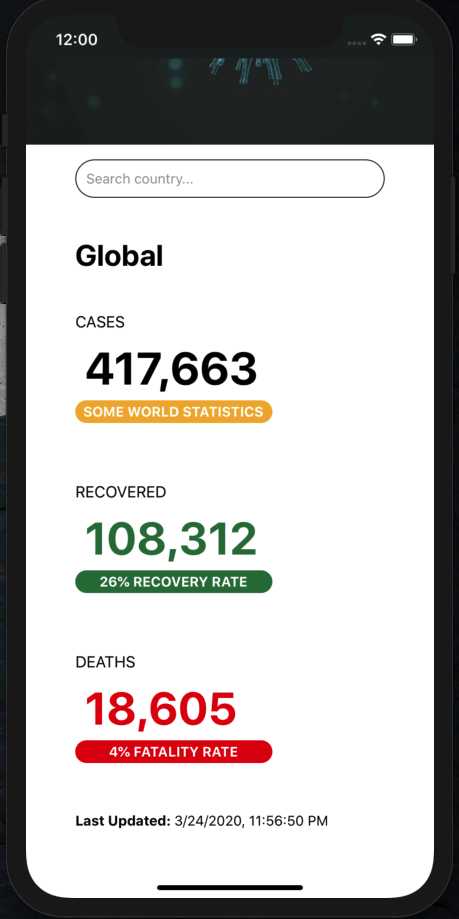 12:00
Search country...
Global
CASES
417,663
SOME WORLD STATISTICS
RECOVERED
108,312
26% RECOVERY RATE
DEATHS
18,605
4% FATALITY RATE
Last Updated: 3/24/2020, 11:56:50 PM